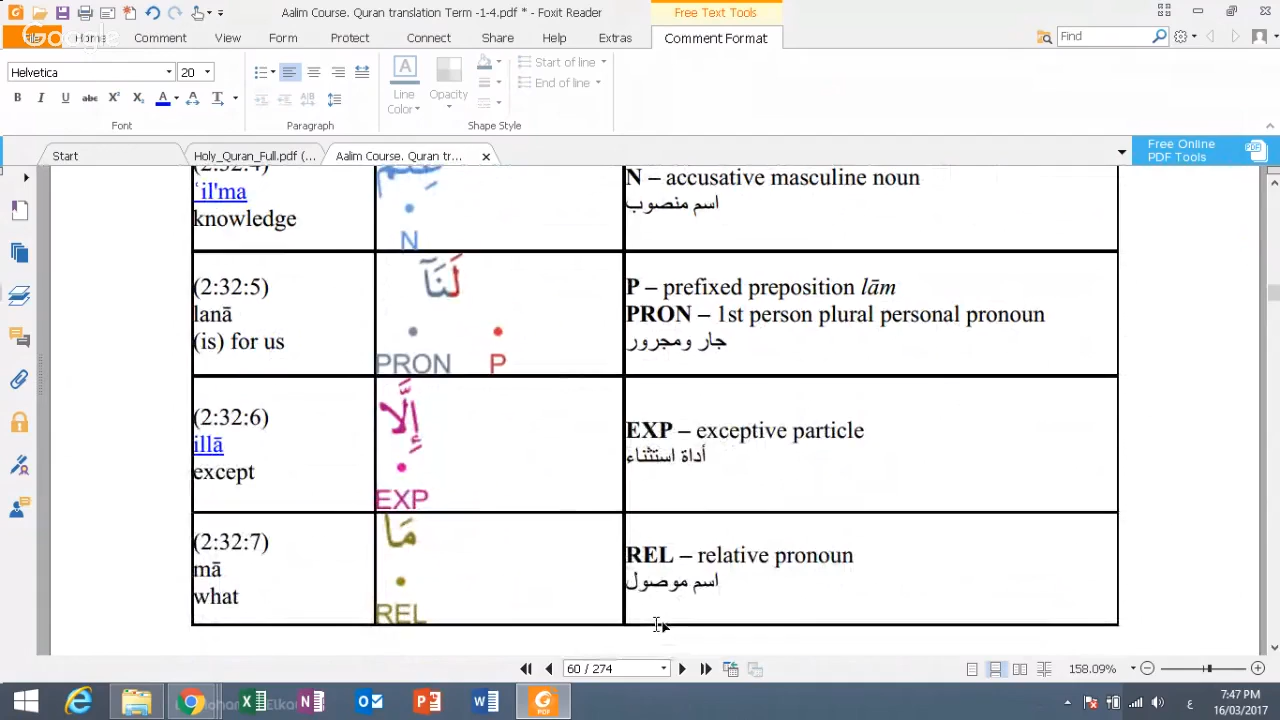 Aalim Course. Quran translation Term -1-4.pdf * - Foxit Reader
Free Text Tools
Google
File Home Comment View Form Protect Connect Share Help Extras Comment Format
Find
Helvetica 20
Line Color
Opacity
Start of line
End of line
Font Paragraph Shape Style
Start
Holy_Quran_Full.pdf (...
Aalim Course. Quran tr...
Free Online
PDF Tools
(2:32:4)
ʿil'ma
knowledge
N
N – accusative masculine noun
اسم منصوب
(2:32:5)
lanā
(is) for us
لَنَآ
PRON P
P – prefixed preposition lām
PRON – 1st person plural personal pronoun
جار ومجرور
(2:32:6)
illā
except
إِلَّا
EXP
EXP – exceptive particle
أداة استثناء
(2:32:7)
mā
what
مَا
REL
REL – relative pronoun
اسم موصول
60 / 274
158.09%
7:47 PM
16/03/2017